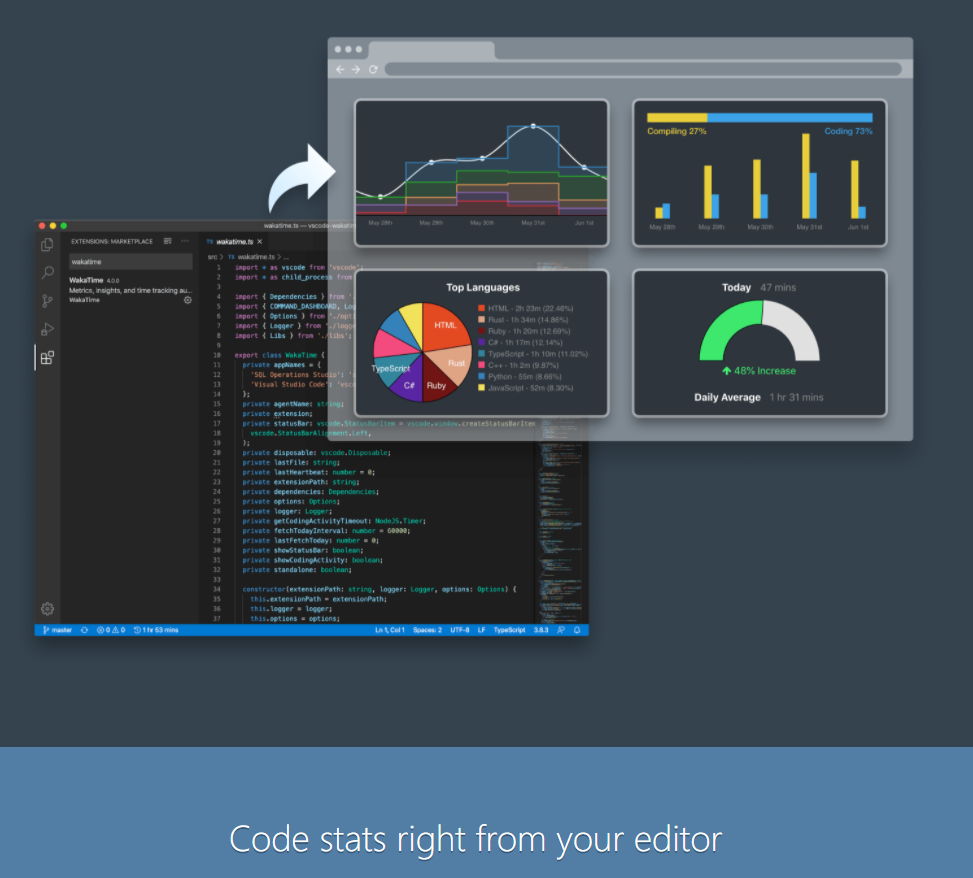 wakatime.ts — vscode-wakatime
EXTENSIONS: MARKETPLACE
wakatime
WakaTime 4.0.0
Metrics, insights, and time tracking au...
WakaTime
TS wakatime.ts ×
src > TS wakatime.ts > ...
1 import * as vscode from 'vscode';
2 import * as child_process from
3
4 import { Dependencies } from '.
5 import { COMMAND_DASHBOARD, Log
6 import { Options } from './opti
7 import { Logger } from './logge
8 import { Libs } from './libs';
9
10 export class WakaTime {
11 private appNames = {
12 'SQL Operations Studio': 's
13 'Visual Studio Code': 'vsco
14 };
15 private agentName: string;
16 private extension;
17 private statusBar: vscode.StatusBarItem = vscode.window.createStatusBarItem
18 vscode.StatusBarAlignment.Left,
19 );
20 private disposable: vscode.Disposable;
21 private lastFile: string;
22 private lastHeartbeat: number = 0;
23 private extensionPath: string;
24 private dependencies: Dependencies;
25 private options: Options;
26 private logger: Logger;
27 private getCodingActivityTimeout: NodeJS.Timer;
28 private fetchTodayInterval: number = 60000;
29 private lastFetchToday: number = 0;
30 private showStatusBar: boolean;
31 private showCodingActivity: boolean;
32 private standalone: boolean;
33
34 constructor(extensionPath: string, logger: Logger, options: Options) {
35 this.extensionPath = extensionPath;
36 this.logger = logger;
37 this.options = options;
master 0 0 1 hr 53 mins Ln 1, Col 1 Spaces: 2 UTF-8 LF TypeScript 3.8.3
May 28th May 29th May 30th May 31st Jun 1st
Compiling 27% Coding 73%
May 28th May 29th May 30th May 31st Jun 1st
Top Languages
HTML
Rust
Ruby
C#
TypeScript
HTML - 2h 23m (22.46%)
Rust - 1h 34m (14.86%)
Ruby - 1h 20m (12.69%)
C# - 1h 17m (12.14%)
TypeScript - 1h 10m (11.02%)
C++ - 1h 2m (9.87%)
Python - 55m (8.66%)
JavaScript - 52m (8.30%)
Today 47 mins
48% Increase
Daily Average 1 hr 31 mins
Code stats right from your editor